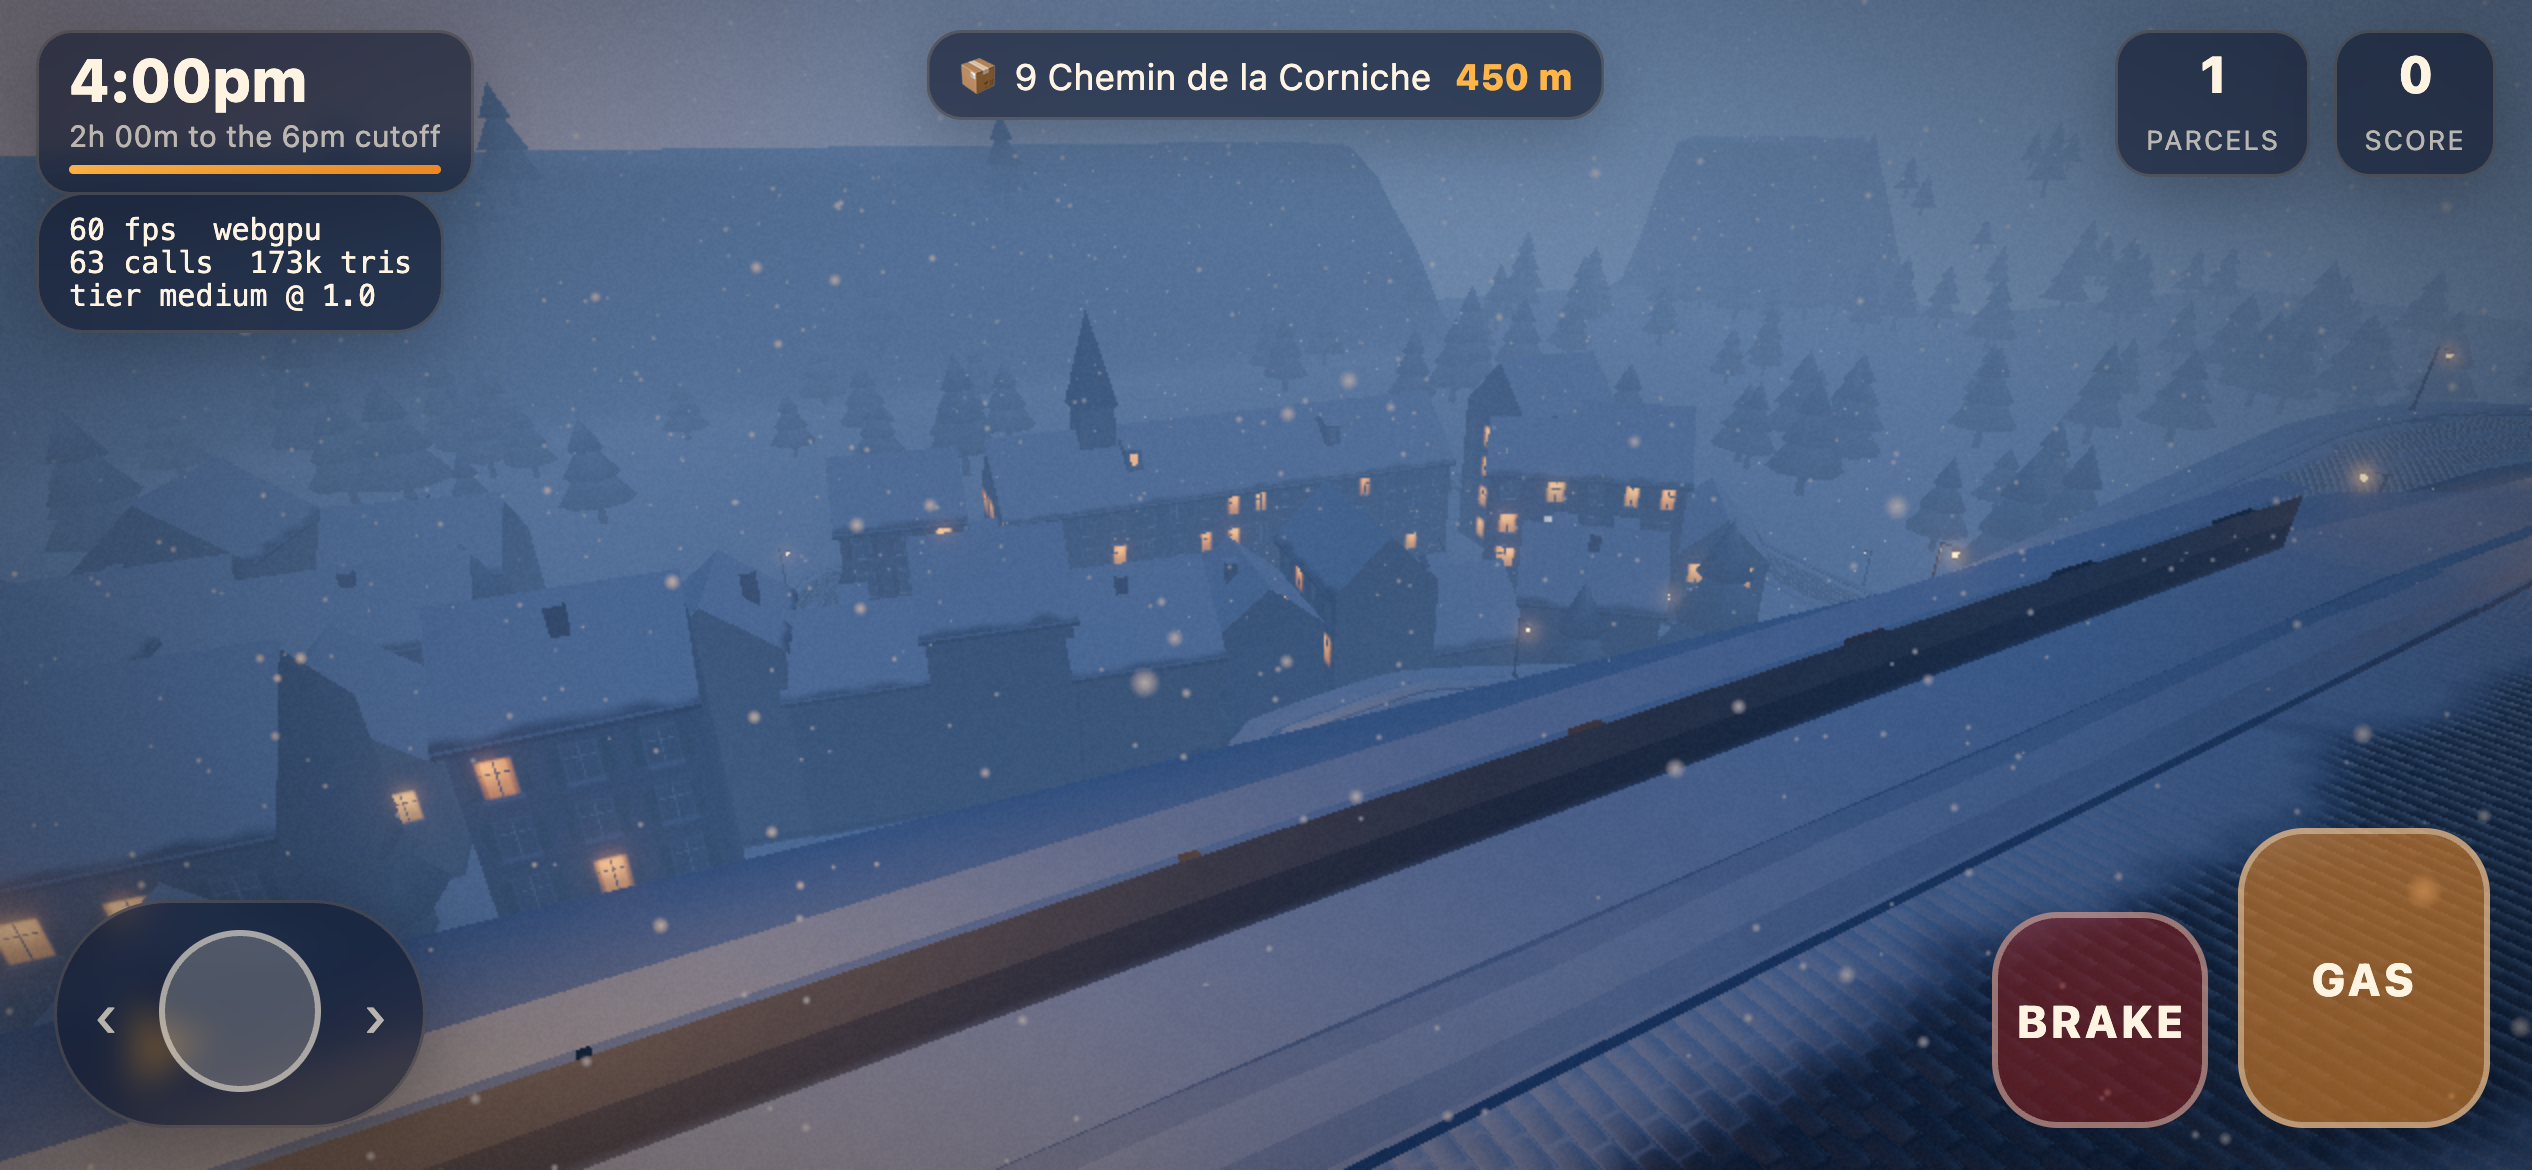 4:00pm
2h 00m to the 6pm cutoff
60 fps  webgpu
63 calls  173k tris
tier medium @ 1.0
9 Chemin de la Corniche 450 m
1
PARCELS
0
SCORE
‹ ›
BRAKE
GAS